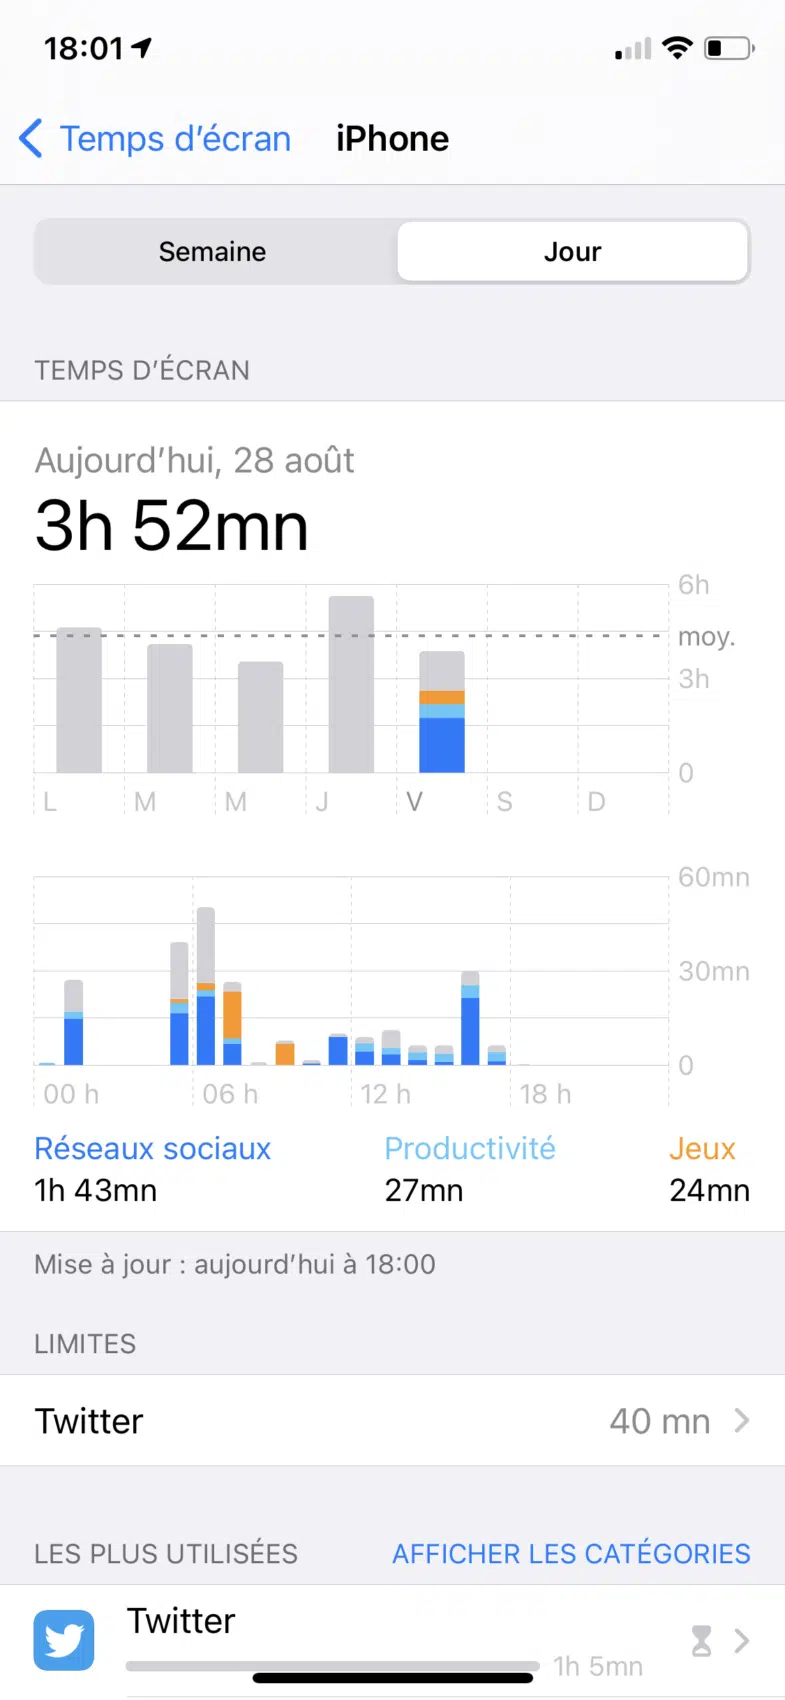 18:01
Temps d’écran iPhone
Semaine Jour
TEMPS D’ÉCRAN
Aujourd’hui, 28 août
3h 52mn
6h
moy.
3h
0
L M M J V S D
60mn
30mn
0
00 h 06 h 12 h 18 h
Réseaux sociaux Productivité Jeux
1h 43mn 27mn 24mn
Mise à jour : aujourd’hui à 18:00
LIMITES
Twitter 40 mn
LES PLUS UTILISÉES AFFICHER LES CATÉGORIES
Twitter
1h 5mn